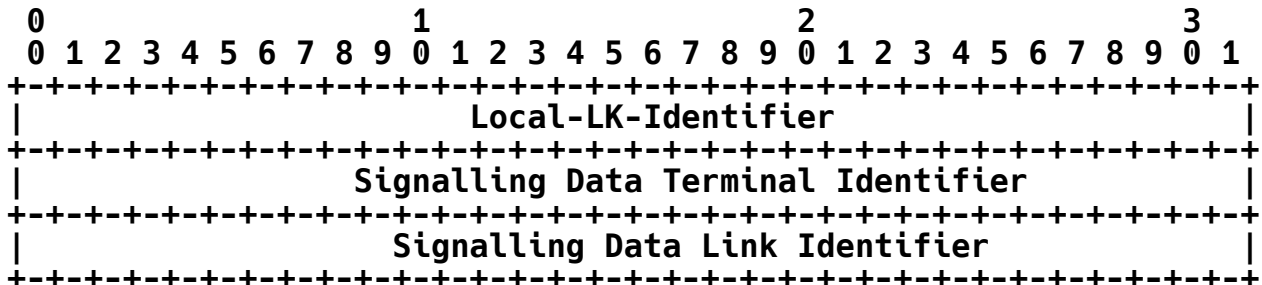 0                   1                   2                   3
 0 1 2 3 4 5 6 7 8 9 0 1 2 3 4 5 6 7 8 9 0 1 2 3 4 5 6 7 8 9 0 1
+-+-+-+-+-+-+-+-+-+-+-+-+-+-+-+-+-+-+-+-+-+-+-+-+-+-+-+-+-+-+-+-+
|                       Local-LK-Identifier                     |
+-+-+-+-+-+-+-+-+-+-+-+-+-+-+-+-+-+-+-+-+-+-+-+-+-+-+-+-+-+-+-+-+
|                 Signalling Data Terminal Identifier           |
+-+-+-+-+-+-+-+-+-+-+-+-+-+-+-+-+-+-+-+-+-+-+-+-+-+-+-+-+-+-+-+-+
|                   Signalling Data Link Identifier             |
+-+-+-+-+-+-+-+-+-+-+-+-+-+-+-+-+-+-+-+-+-+-+-+-+-+-+-+-+-+-+-+-+